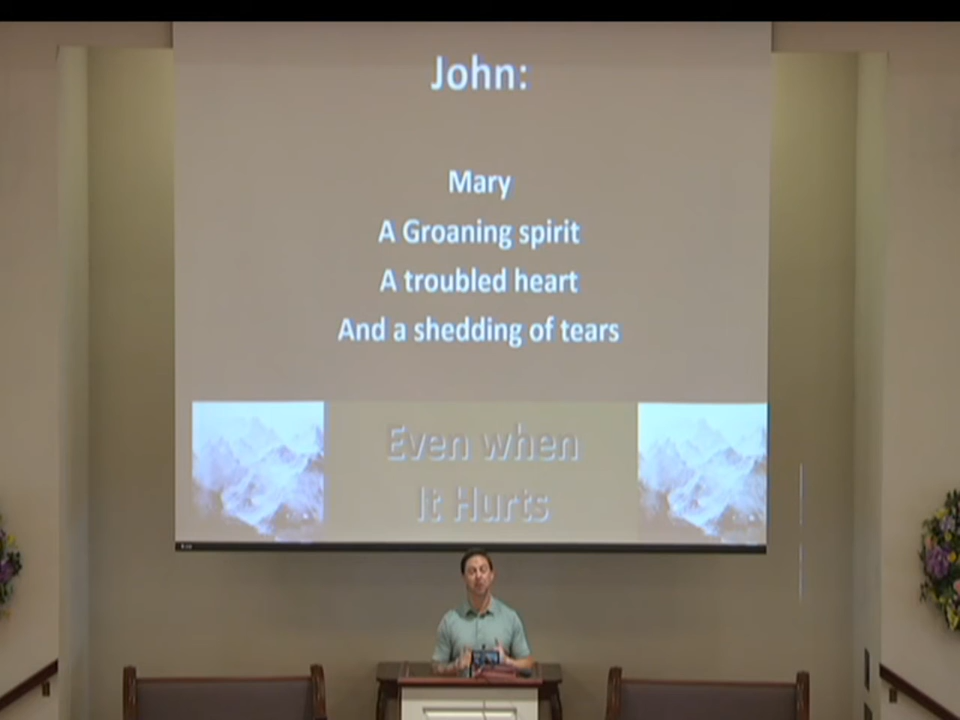 John:
Mary
A Groaning spirit
A troubled heart
And a shedding of tears
Even when
It Hurts